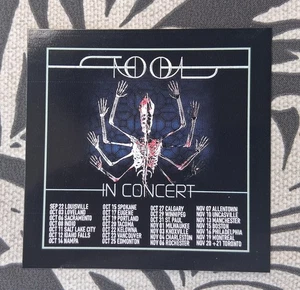 TOOL
IN CONCERT
SEP 22 LOUISVILLE
OCT 03 LOVELAND
OCT 06 SACRAMENTO
OCT 08 INDIO
OCT 11 SALT LAKE CITY
OCT 13 IDAHO FALLS
OCT 14 NAMPA
OCT 15 SPOKANE
OCT 17 EUGENE
OCT 19 PORTLAND
OCT 20 TACOMA
OCT 22 KELOWNA
OCT 23 VANCOUVER
OCT 25 EDMONTON
OCT 27 CALGARY
OCT 29 WINNIPEG
OCT 31 ST. PAUL
NOV 01 MILWAUKEE
NOV 03 KNOXVILLE
NOV 04 CHARLESTON
NOV 06 ROCHESTER
NOV 07 ALLENTOWN
NOV 10 UNCASVILLE
NOV 13 MANCHESTER
NOV 15 BOSTON
NOV 16 PHILADELPHIA
NOV 19 MONTREAL
NOV 20 + 21 TORONTO